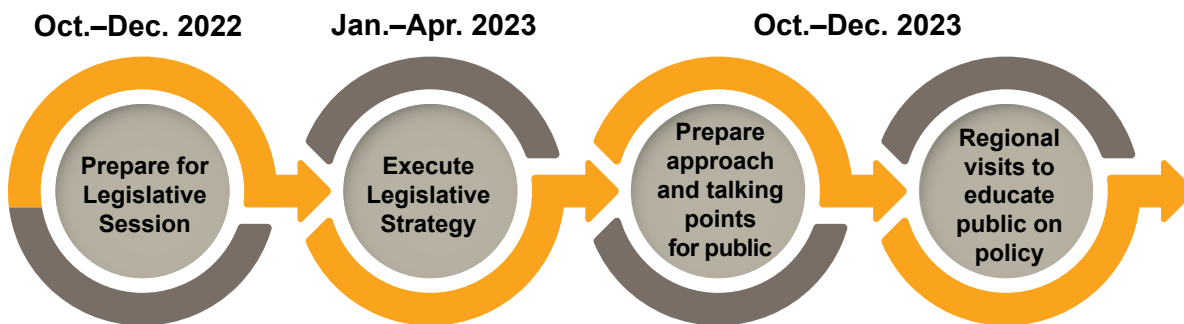 Oct.–Dec. 2022
Jan.–Apr. 2023
Oct.–Dec. 2023
Prepare for
Legislative
Session
Execute
Legislative
Strategy
Prepare
approach
and talking
points
for public
Regional
visits to
educate
public on
policy